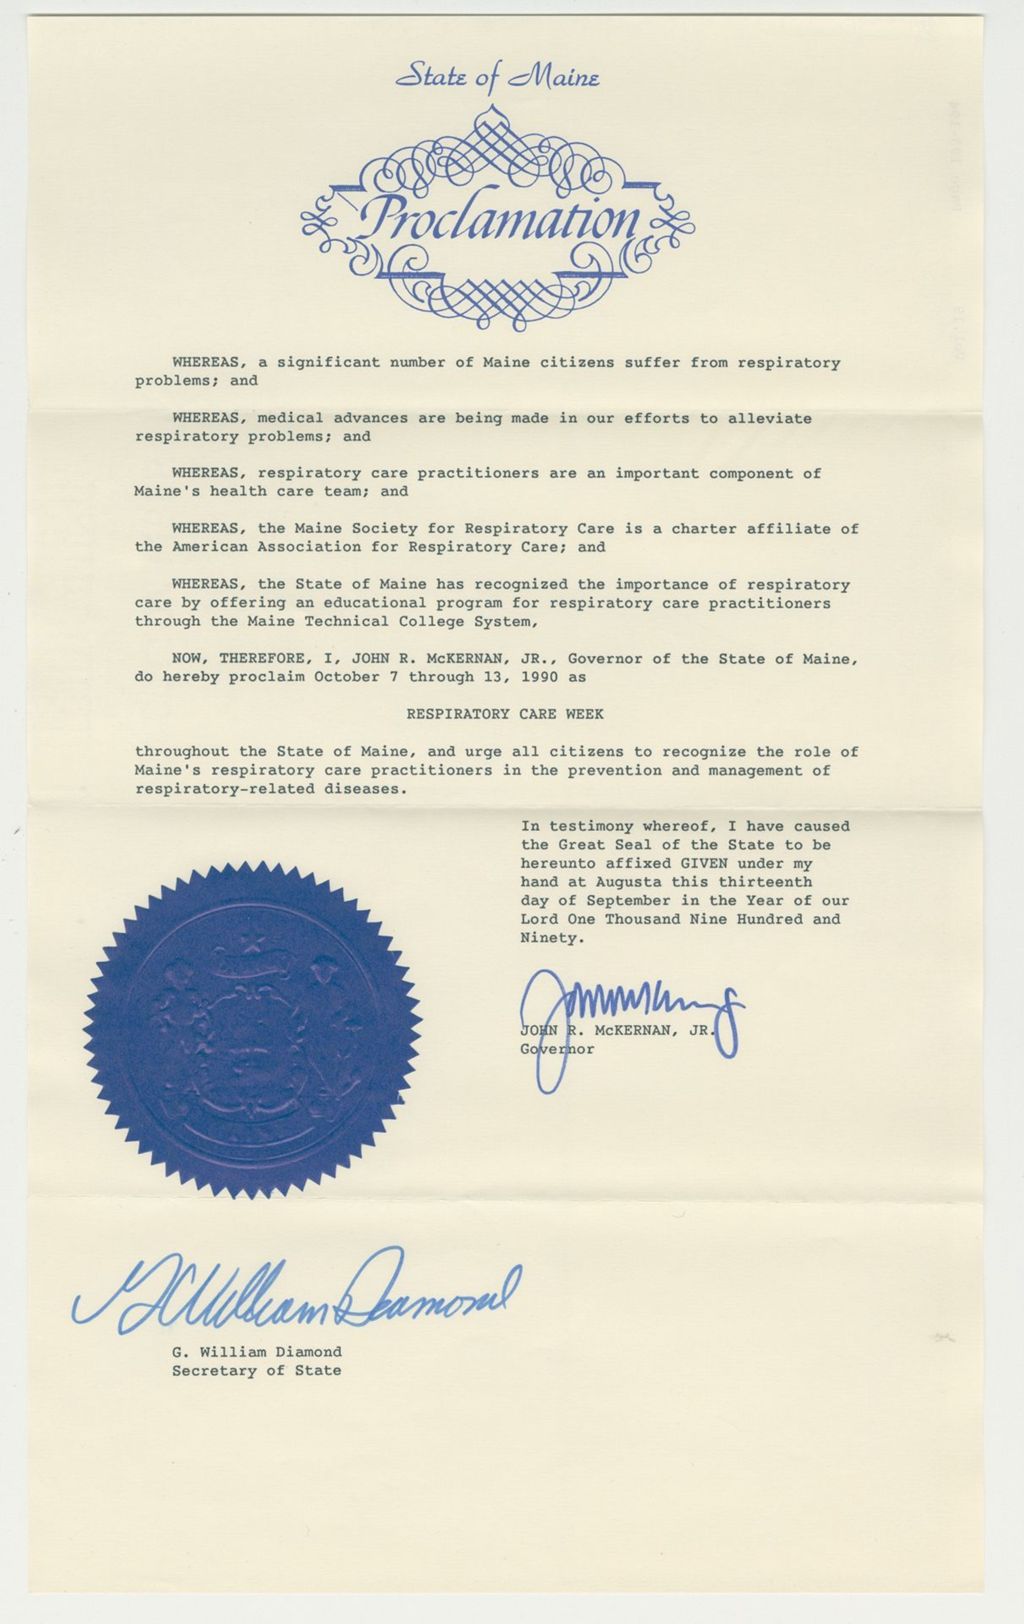 State of Maine
Proclamation
WHEREAS, a significant number of Maine citizens suffer from respiratory
problems; and
WHEREAS, medical advances are being made in our efforts to alleviate
respiratory problems; and
WHEREAS, respiratory care practitioners are an important component of
Maine's health care team; and
WHEREAS, the Maine Society for Respiratory Care is a charter affiliate of
the American Association for Respiratory Care; and
WHEREAS, the State of Maine has recognized the importance of respiratory
care by offering an educational program for respiratory care practitioners
through the Maine Technical College System,
NOW, THEREFORE, I, JOHN R. McKERNAN, JR., Governor of the State of Maine,
do hereby proclaim October 7 through 13, 1990 as
RESPIRATORY CARE WEEK
throughout the State of Maine, and urge all citizens to recognize the role of
Maine's respiratory care practitioners in the prevention and management of
respiratory-related diseases.
In testimony whereof, I have caused
the Great Seal of the State to be
hereunto affixed GIVEN under my
hand at Augusta this thirteenth
day of September in the Year of our
Lord One Thousand Nine Hundred and
Ninety.
JOHN R. McKERNAN, JR.
Governor
G William Diamond
G. William Diamond
Secretary of State